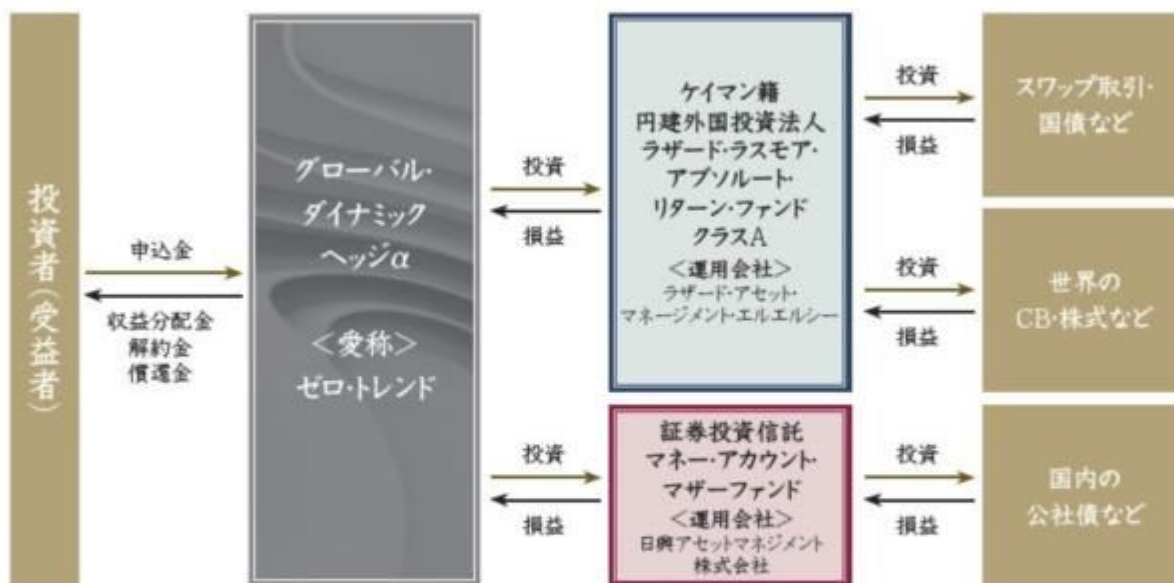 投資者(受益者)
申込金
収益分配金
解約金
償還金
グローバル・
ダイナミック
ヘッジα
<愛称>
ゼロ・トレンド
投資
損益
投資
損益
ケイマン籍
円建外国投資法人
ラザード・ラスモア・
アブソルート・
リターン・ファンド
クラスA
<運用会社>
ラザード・アセット・
マネージメント・エルエルシー
証券投資信託
マネー・アカウント・
マザーファンド
<運用会社>
日興アセットマネジメント
株式会社
投資
損益
投資
損益
投資
損益
スワップ取引・
国債など
世界の
CB・株式など
国内の
公社債など